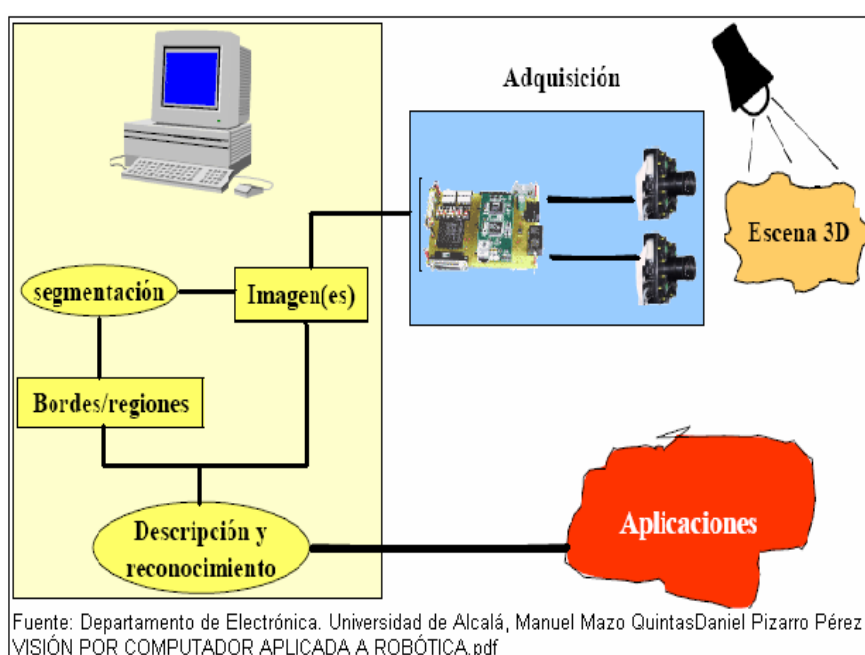 Adquisición
Escena 3D
segmentación
Imagen(es)
Bordes/regiones
Descripción y
reconocimiento
Aplicaciones
Fuente: Departamento de Electrónica. Universidad de Alcalá, Manuel Mazo QuintasDaniel Pizarro Pérez
VISIÓN POR COMPUTADOR APLICADA A ROBÓTICA.pdf